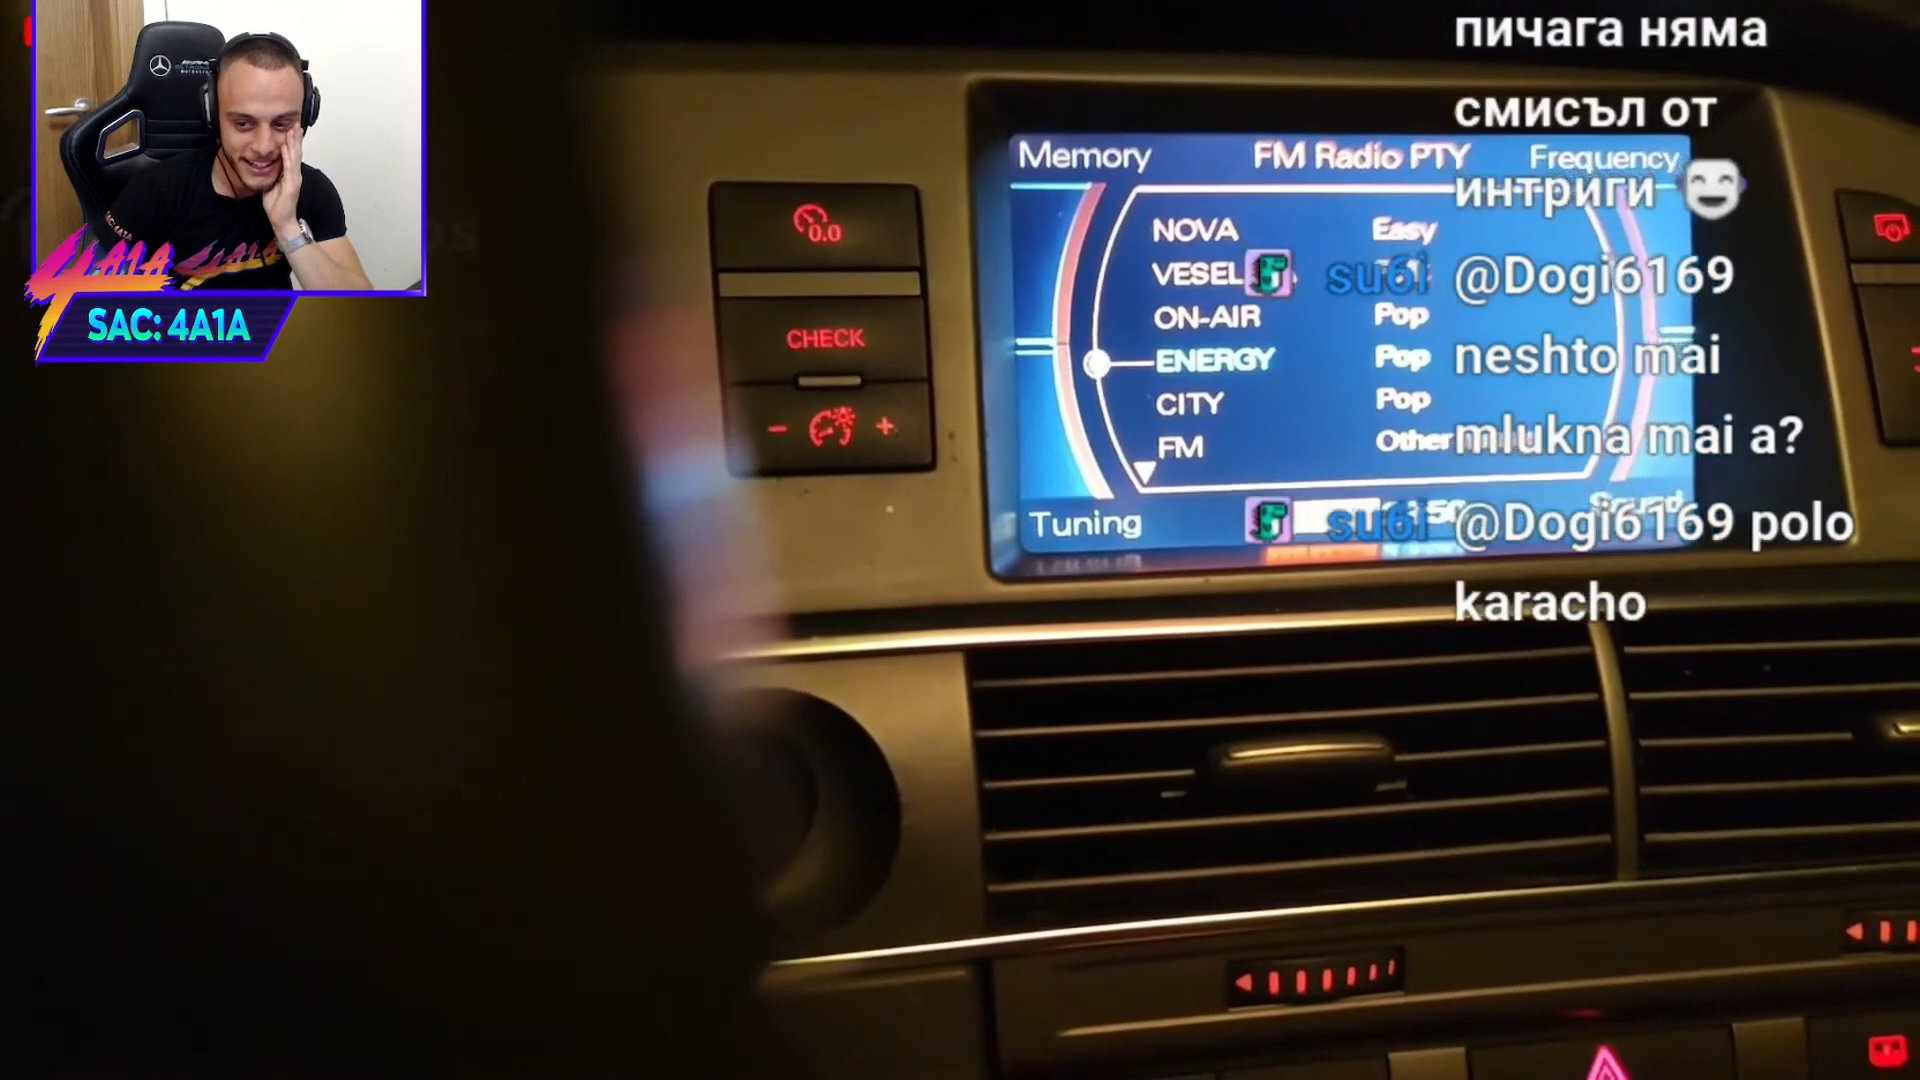 пичага няма
смисъл от
интриги
su6i @Dogi6169
neshto mai
mlukna mai a?
su6i @Dogi6169 polo
karacho
4A1A
SAC: 4A1A
0.0
CHECK
- +
Memory FM Radio PTY Frequency
NOVA Easy
VESEL
ON-AIR Pop
ENERGY Pop
CITY Pop
FM Other
Tuning Sound